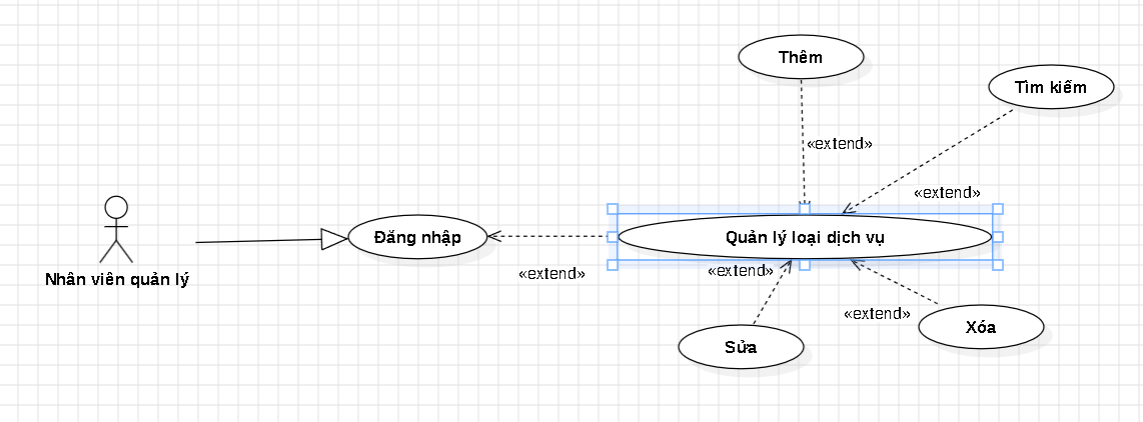 Thêm
Tìm kiếm
«extend»
«extend»
Đăng nhập
Quản lý loại dịch vụ
Nhân viên quản lý
«extend»
«extend»
«extend»
Xóa
Sửa